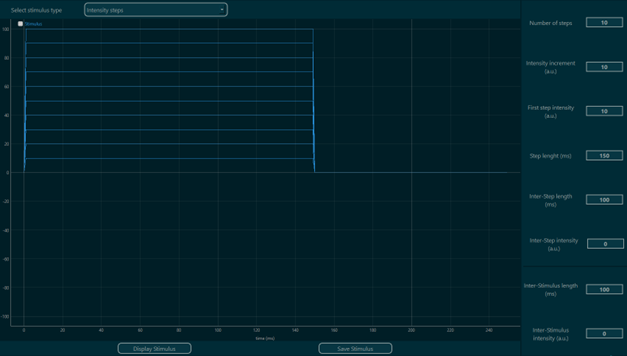 Select stimulus type
Intensity steps
Stimulus
100
80
60
40
20
0
-20
-40
-60
-80
-100
0 20 40 60 80 100 120 140 160 180 200 220 240
time (ms)
Display Stimulus
Save Stimulus
Number of steps
10
Intensity Increment
(a.u.)
10
First step intensity
(a.u.)
10
Step lenght (ms)
150
Inter-Step length
(ms)
100
Inter-Step intensity
(a.u.)
0
Inter-Stimulus length
(ms)
100
Inter-Stimulus
Intensity (a.u.)
0